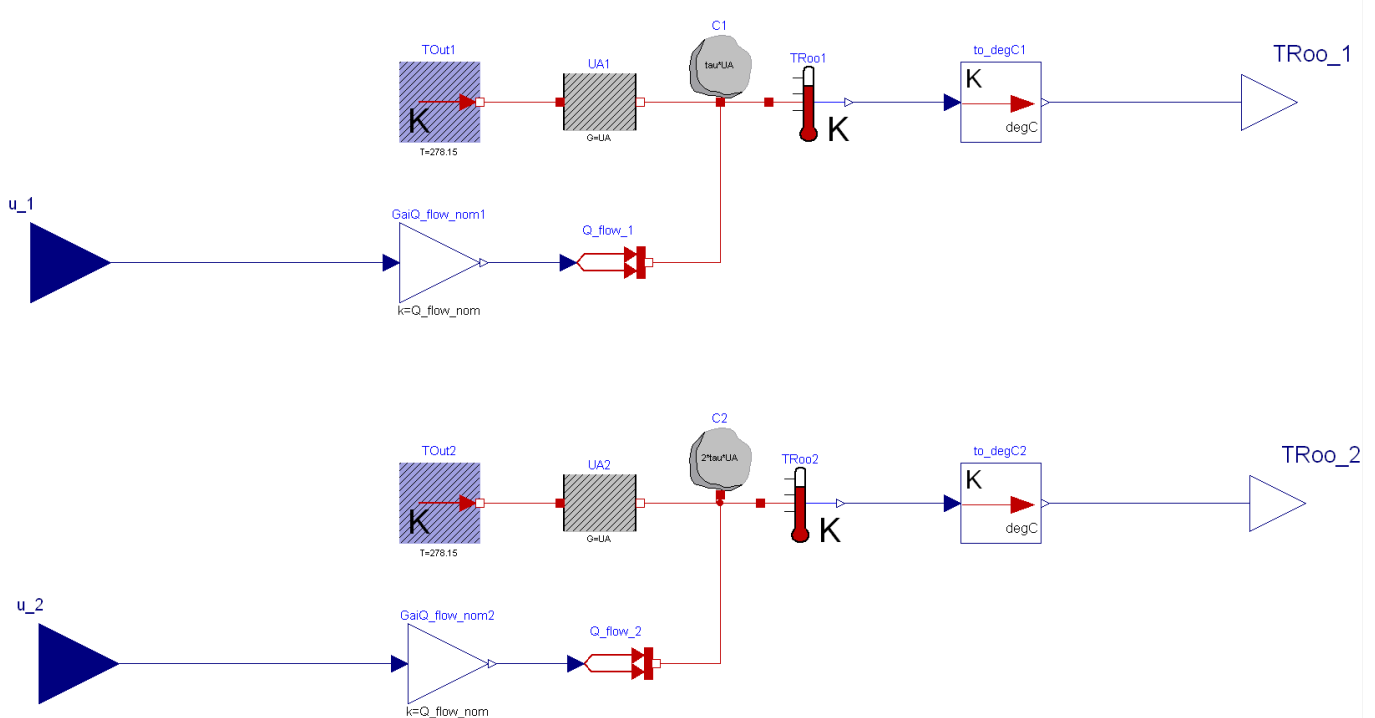 C1
TOut1
UA1
tau*UA
TRoo1
to_degC1
TRoo_1
K
K
K
degC
G=UA
T=278.15
u_1
GaiQ_flow_nom1
Q_flow_1
k=Q_flow_nom
C2
TOut2
UA2
2*tau*UA
TRoo2
to_degC2
TRoo_2
K
K
K
degC
G=UA
T=278.15
u_2
GaiQ_flow_nom2
Q_flow_2
k=Q_flow_nom